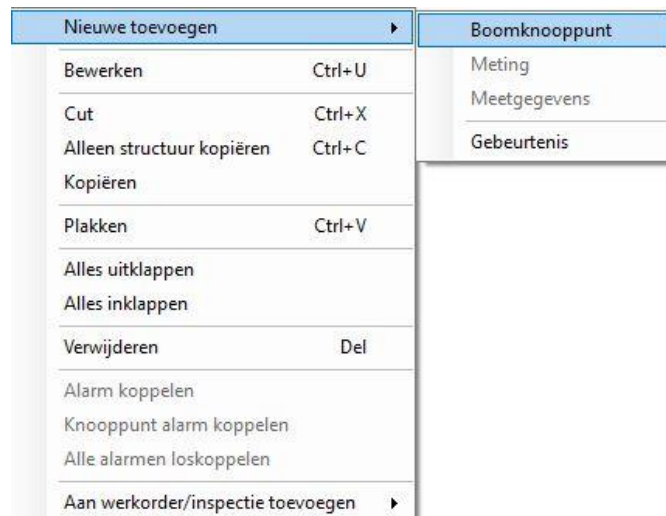 Nieuwe toevoegen
Bewerken Ctrl+U
Cut Ctrl+X
Alleen structuur kopiëren Ctrl+C
Kopiëren
Plakken Ctrl+V
Alles uitklappen
Alles inklappen
Verwijderen Del
Alarm koppelen
Knooppunt alarm koppelen
Alle alarmen loskoppelen
Aan werkorder/inspectie toevoegen
Boomknooppunt
Meting
Meetgegevens
Gebeurtenis